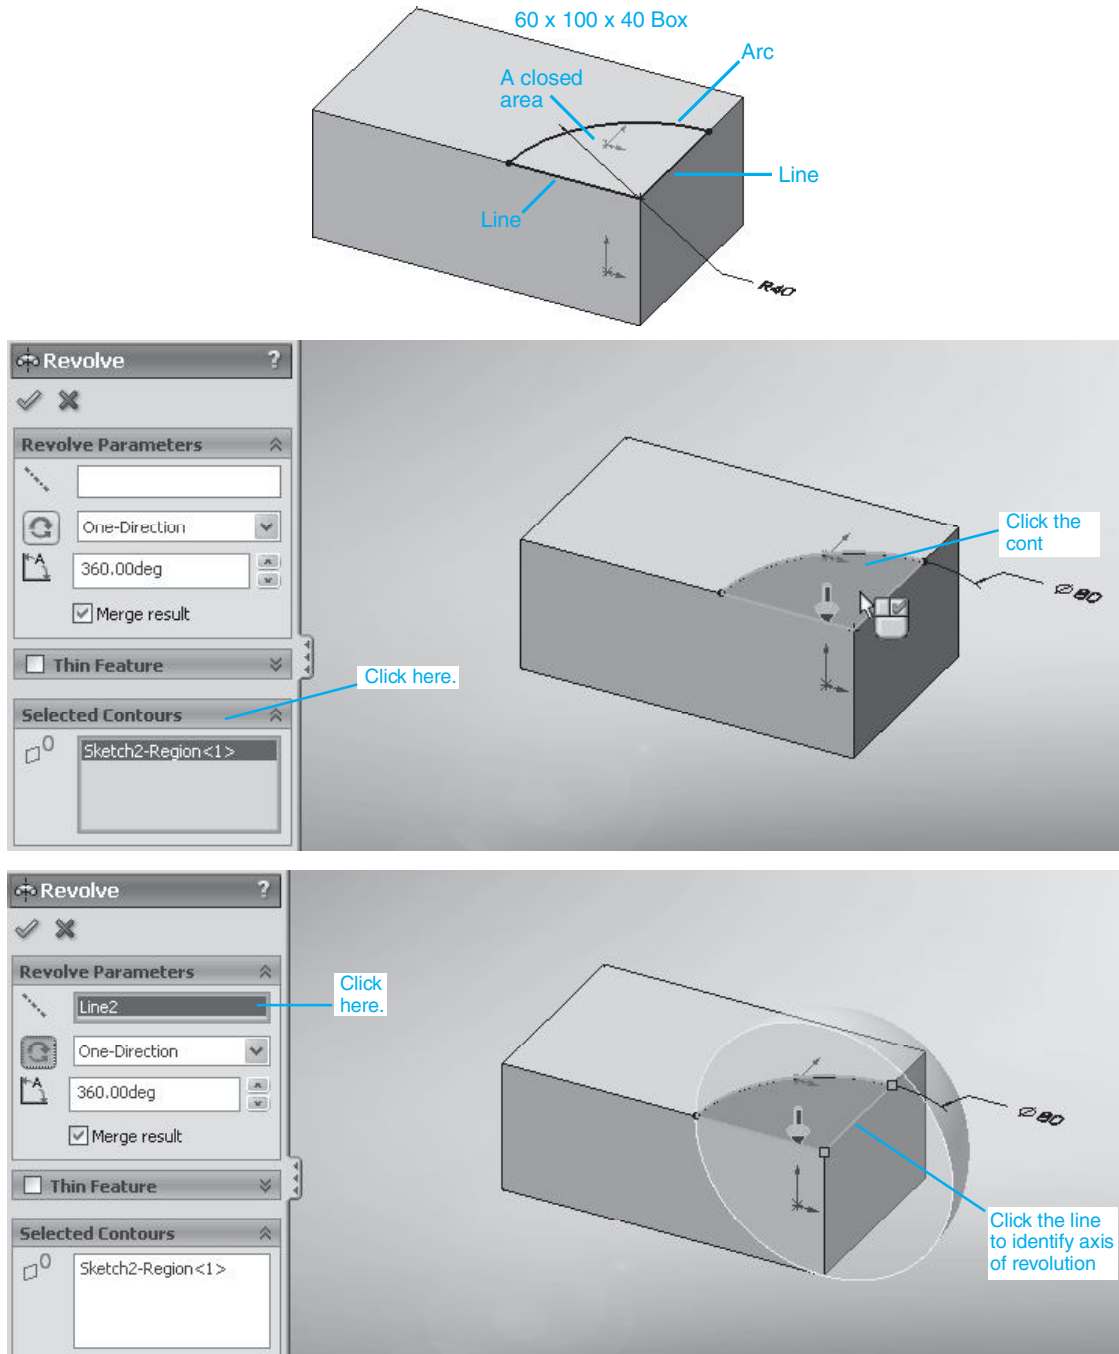 60 x 100 x 40 Box
Arc
A closed
area
Line
Line
R40
Revolve ?
Revolve Parameters
One-Direction
A
360.00deg
Merge result
Thin Feature
Click here.
Selected Contours
Sketch2-Region<1>
Click the
cont
⌀80
Revolve ?
Revolve Parameters
Line2
Click
here.
One-Direction
A
360.00deg
Merge result
Thin Feature
Selected Contours
Sketch2-Region<1>
⌀80
Click the line
to identify axis
of revolution